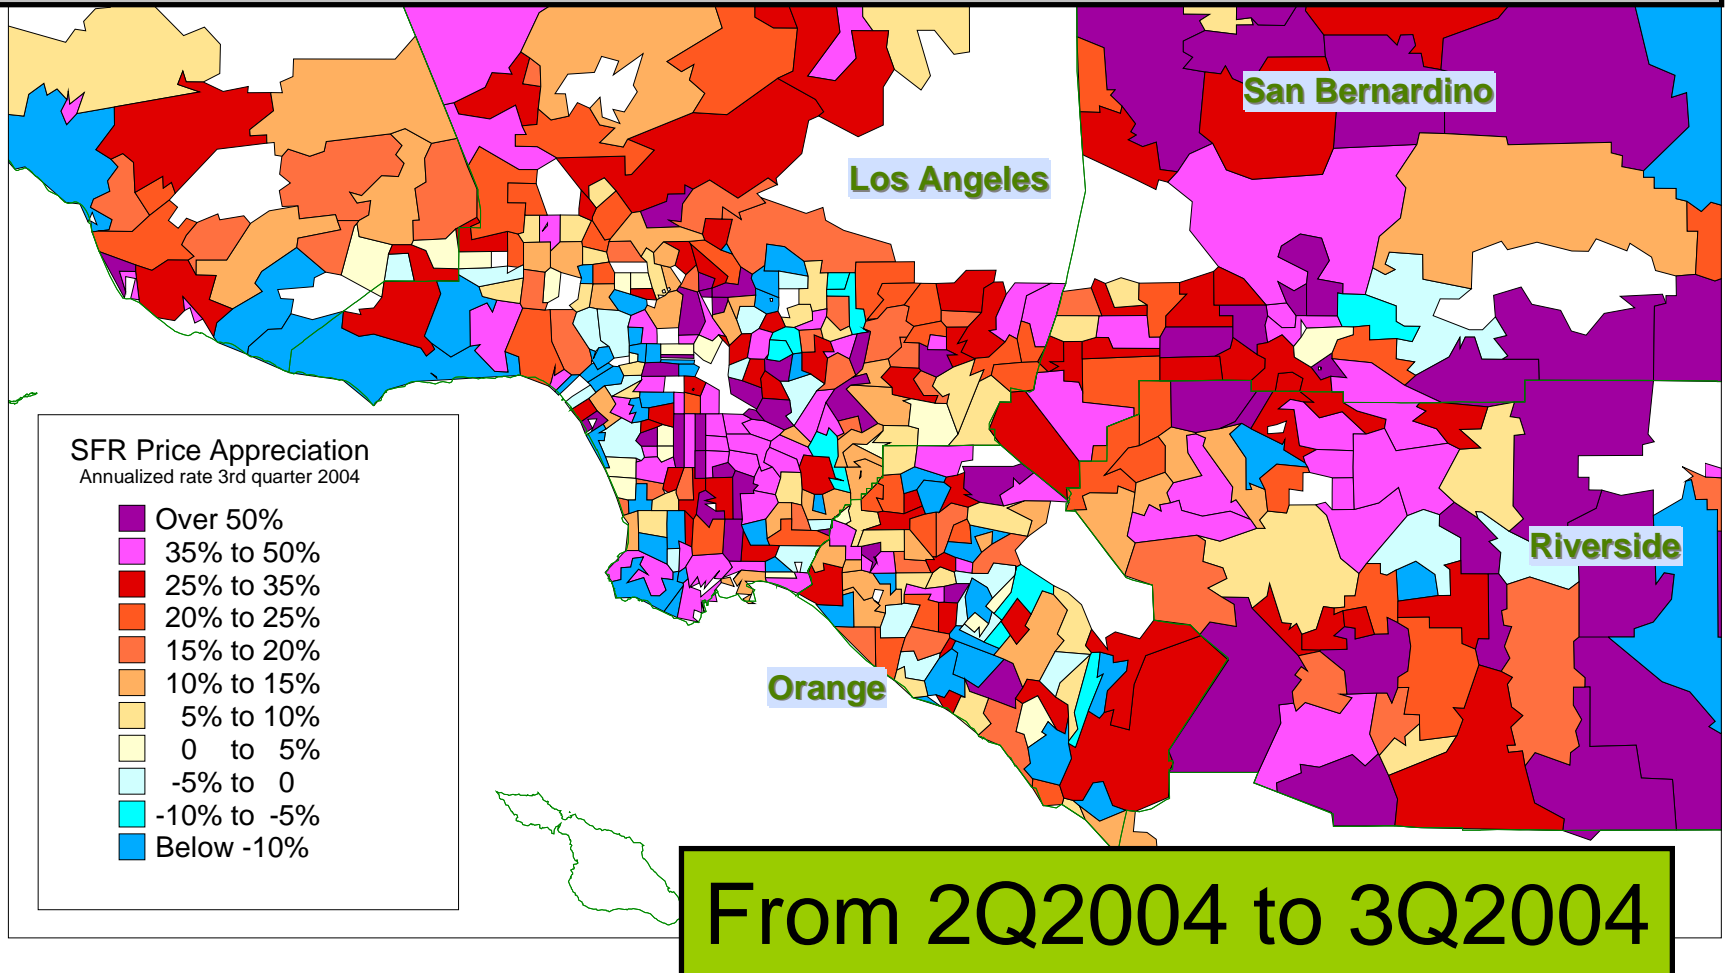 San Bernardino
Los Angeles
Riverside
Orange
SFR Price Appreciation
Annualized rate 3rd quarter 2004
Over 50%
35% to 50%
25% to 35%
20% to 25%
15% to 20%
10% to 15%
5% to 10%
0 to 5%
-5% to 0
-10% to -5%
Below -10%
From 2Q2004 to 3Q2004